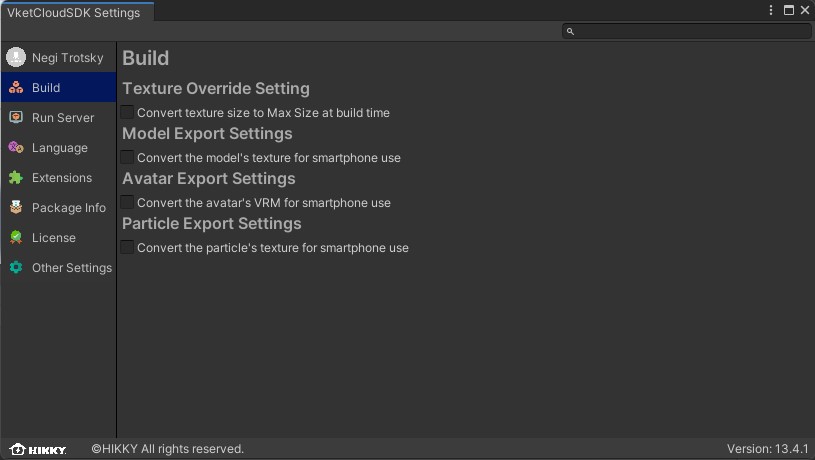 VketCloudSDK Settings
Negi Trotsky
Build
Run Server
Language
Extensions
Package Info
License
Other Settings
Build
Texture Override Setting
Convert texture size to Max Size at build time
Model Export Settings
Convert the model's texture for smartphone use
Avatar Export Settings
Convert the avatar's VRM for smartphone use
Particle Export Settings
Convert the particle's texture for smartphone use
HIKKY
©HIKKY All rights reserved.
Version: 13.4.1